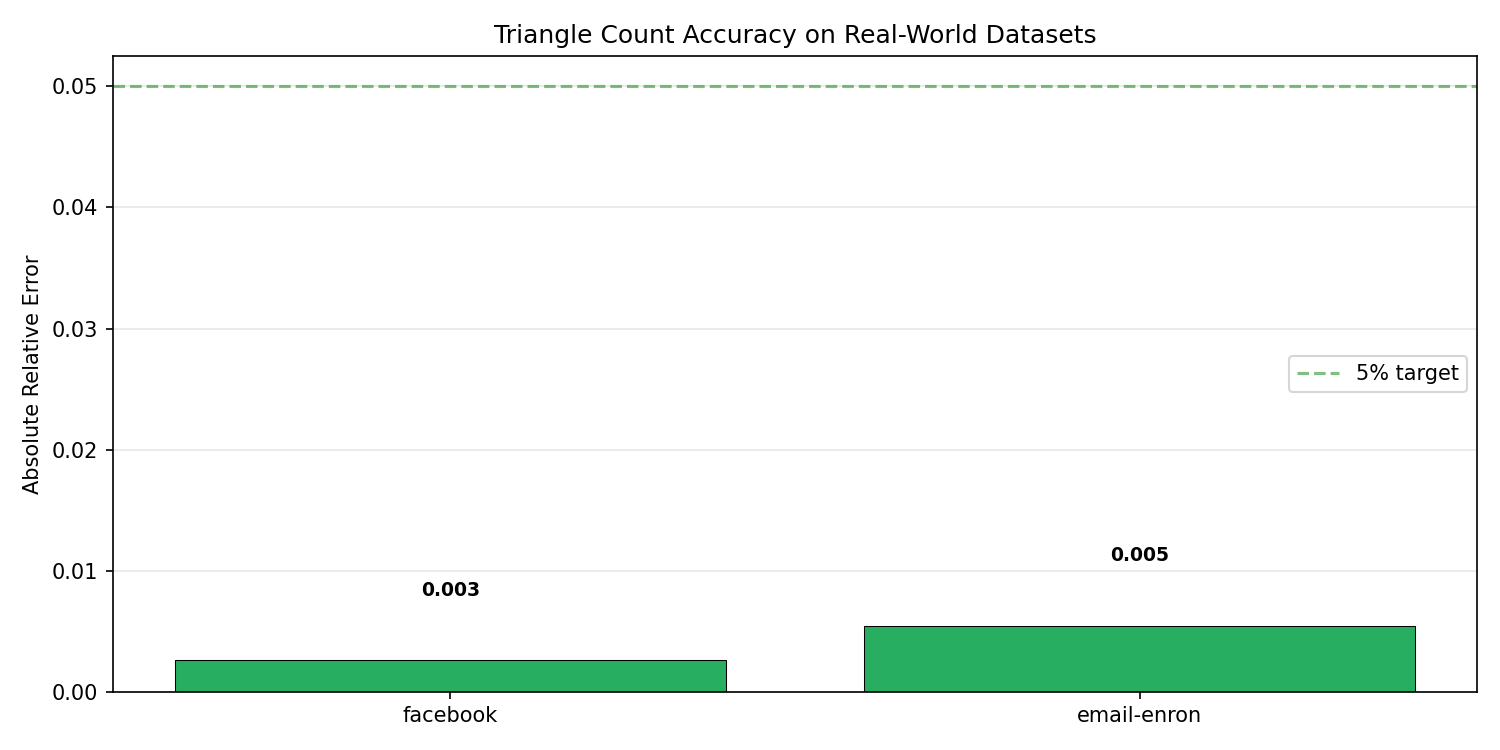 Triangle Count Accuracy on Real-World Datasets
Absolute Relative Error
0.05
0.04
0.03
0.02
0.01
0.00
5% target
0.003
0.005
facebook
email-enron